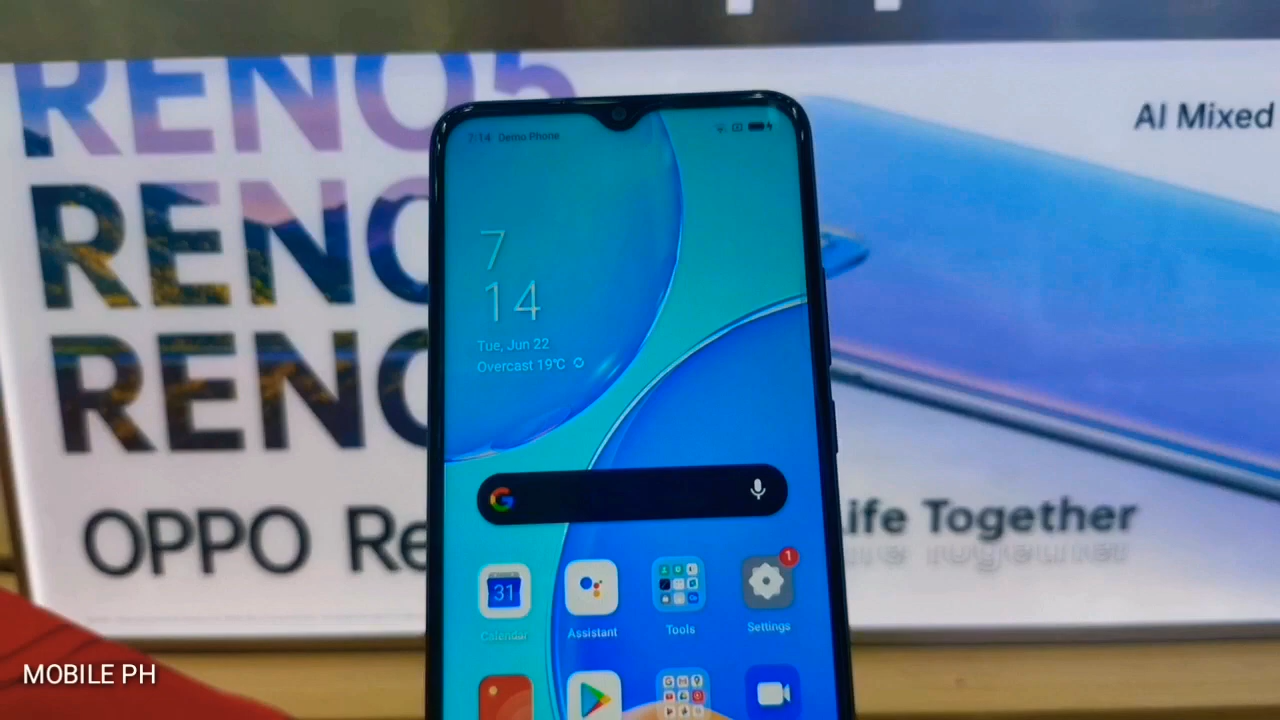 RENO5
RENO
RENO
OPPO Re
AI Mixed
Life Together
7:14 Demo Phone
7
14
Tue, Jun 22
Overcast 19°C
G
31
Calendar
Assistant
Tools
1
Settings
MOBILE PH